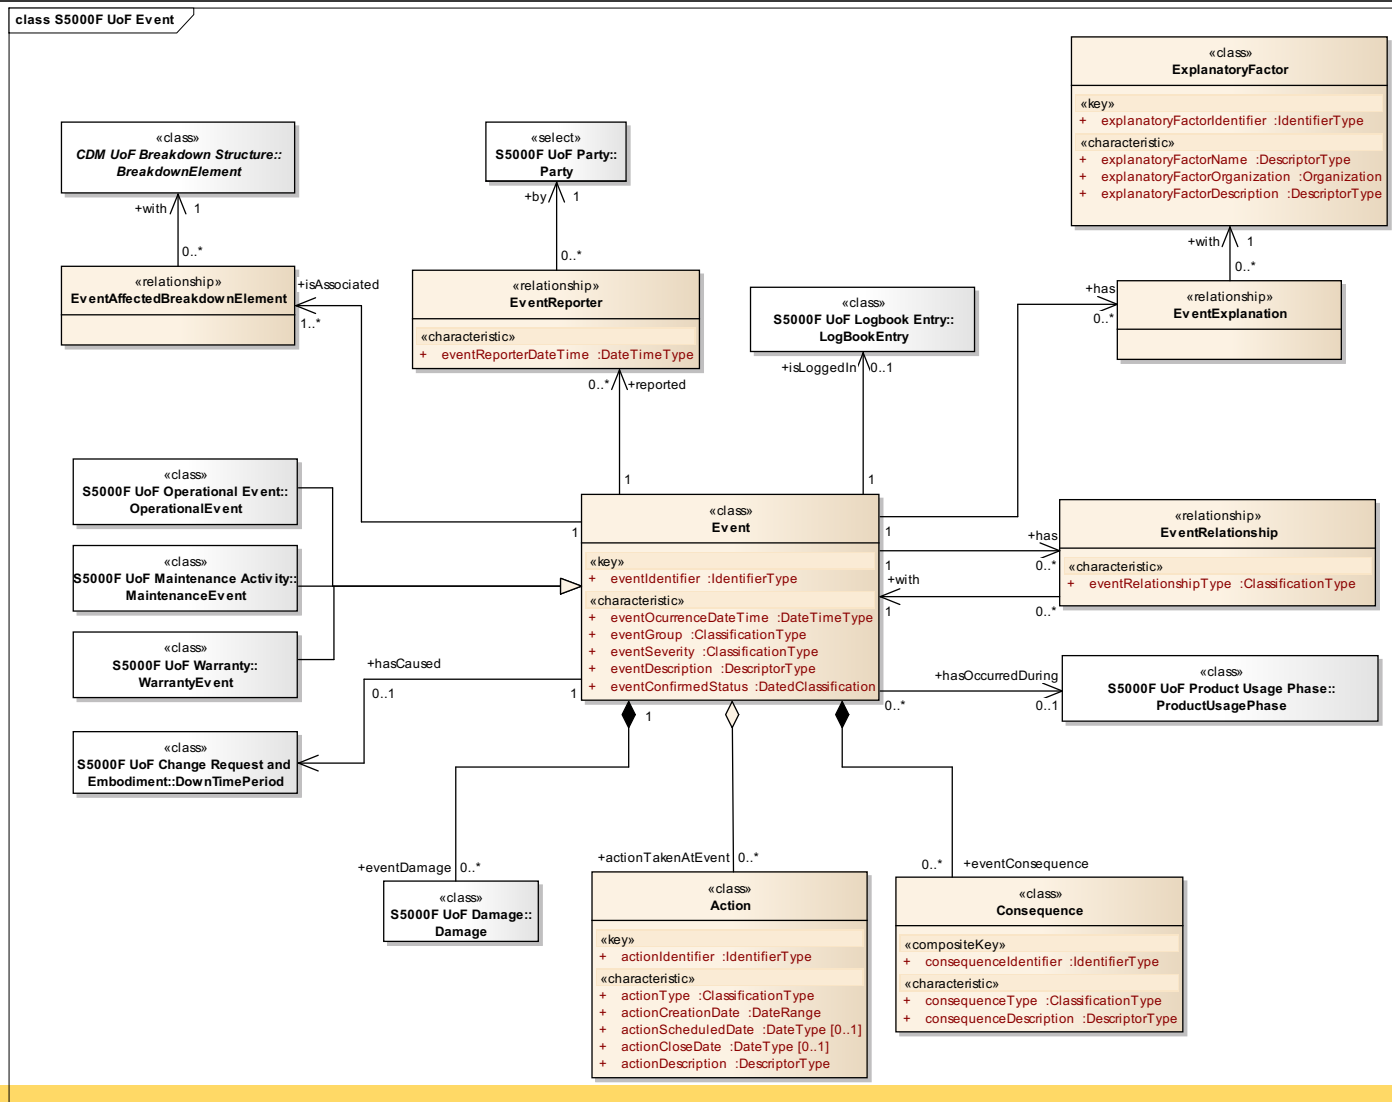 class S5000F UoF Event
«class»
CDM UoF Breakdown Structure::
BreakdownElement
+with
1
0..*
«relationship»
EventAffectedBreakdownElement
+isAssociated
1..*
«select»
S5000F UoF Party::
Party
+by
1
0..*
«relationship»
EventReporter
«characteristic»
+ eventReporterDateTime :DateTimeType
0..*
+reported
1
«class»
S5000F UoF Logbook Entry::
LogBookEntry
+isLoggedIn
0..1
1
«class»
ExplanatoryFactor
«key»
+ explanatoryFactorIdentifier :IdentifierType
«characteristic»
+ explanatoryFactorName :DescriptorType
+ explanatoryFactorOrganization :Organization
+ explanatoryFactorDescription :DescriptorType
+with
1
0..*
«relationship»
EventExplanation
+has
0..*
1
«class»
S5000F UoF Operational Event::
OperationalEvent
«class»
S5000F UoF Maintenance Activity::
MaintenanceEvent
«class»
S5000F UoF Warranty::
WarrantyEvent
+hasCaused
0..1
1
«class»
S5000F UoF Change Request and
Embodiment::DownTimePeriod
1
«class»
Event
«key»
+ eventIdentifier :IdentifierType
«characteristic»
+ eventOcurrenceDateTime :DateTimeType
+ eventGroup :ClassificationType
+ eventSeverity :ClassificationType
+ eventDescription :DescriptorType
+ eventConfirmedStatus :DatedClassification
«relationship»
EventRelationship
«characteristic»
+ eventRelationshipType :ClassificationType
+has
0..*
1
+with
1
0..*
+hasOccurredDuring
0..*
0..1
«class»
S5000F UoF Product Usage Phase::
ProductUsagePhase
1
+eventDamage
0..*
«class»
S5000F UoF Damage::
Damage
+actionTakenAtEvent
0..*
«class»
Action
«key»
+ actionIdentifier :IdentifierType
«characteristic»
+ actionType :ClassificationType
+ actionCreationDate :DateRange
+ actionScheduledDate :DateType [0..1]
+ actionCloseDate :DateType [0..1]
+ actionDescription :DescriptorType
0..*
+eventConsequence
«class»
Consequence
«compositeKey»
+ consequenceIdentifier :IdentifierType
«characteristic»
+ consequenceType :ClassificationType
+ consequenceDescription :DescriptorType